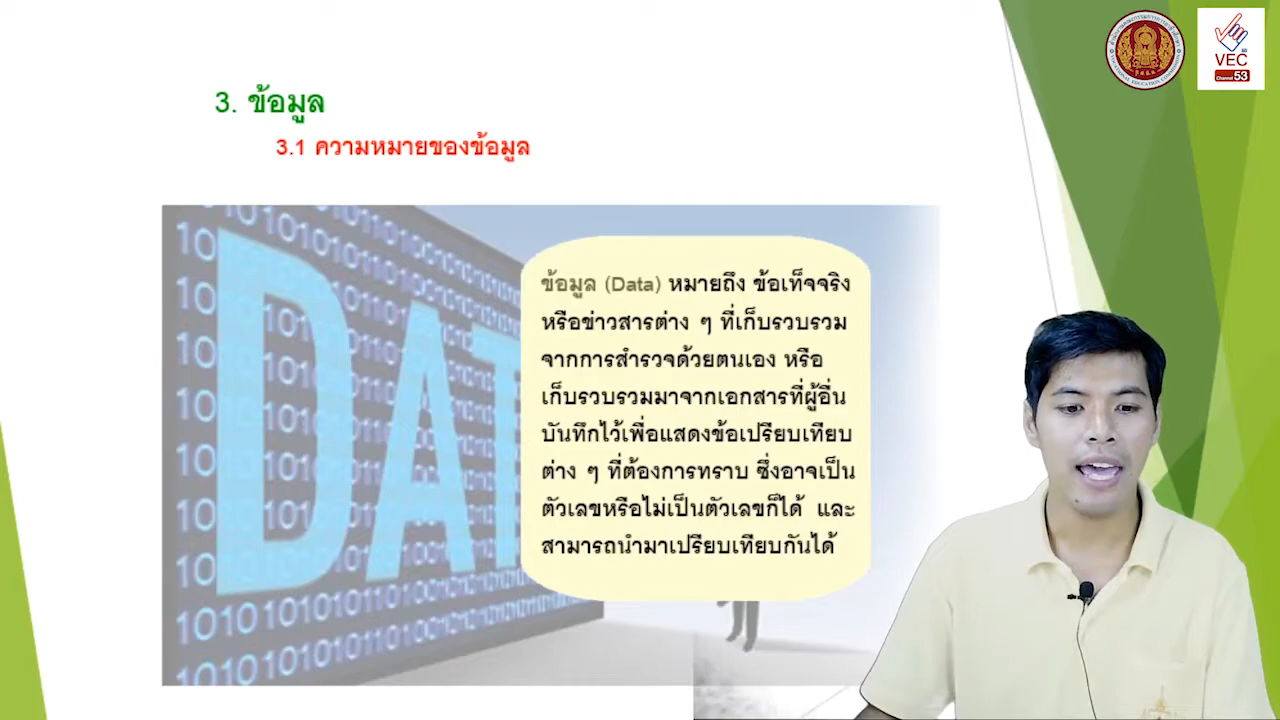 3. ข้อมูล
3.1 ความหมายของข้อมูล
ข้อมูล (Data) หมายถึง ข้อเท็จจริง
หรือข่าวสารต่าง ๆ ที่เก็บรวบรวม
จากการสำรวจด้วยตนเอง หรือ
เก็บรวบรวมมาจากเอกสารที่ผู้อื่น
บันทึกไว้เพื่อแสดงข้อเปรียบเทียบ
ต่าง ๆ ที่ต้องการทราบ ซึ่งอาจเป็น
ตัวเลขหรือไม่เป็นตัวเลขก็ได้ และ
สามารถนำมาเปรียบเทียบกันได้
VEC
Channel 53
VOCATIONAL EDUCATION COMMISSION
DAT